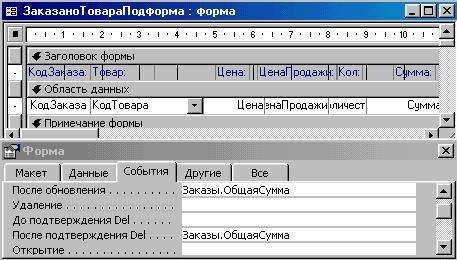 ЗаказаноТовараПодформа : форма
1 2 3 4 5 6 7 8 9 10
Заголовок формы
КодЗаказа: Товар: Цена: ЦенаПродажи: Кол: Сумма:
Область данных
КодЗаказа КодТовара Цена енаПродажи личест Сумма
Примечание формы
Форма
Макет Данные События Другие Все
После обновления . . . . . . . . . Заказы.ОбщаяСумма
Удаление . . . . . . . . . . . . . . . .
До подтверждения Del . . . . .
После подтверждения Del . . . . Заказы.ОбщаяСумма
Открытие . . . . . . . . . . . . . . .